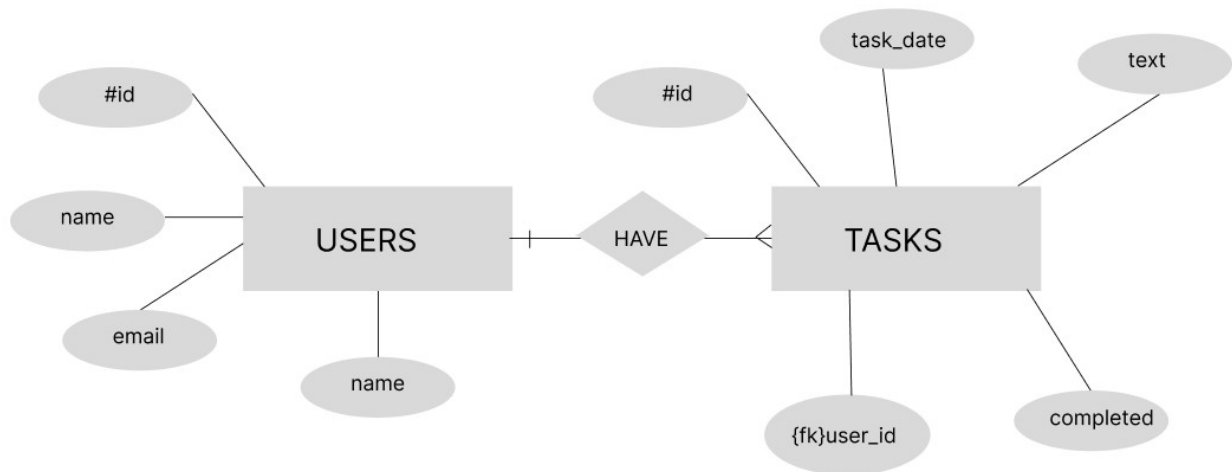 task_date
text
#id
#id
name
USERS
HAVE
TASKS
email
name
completed
{fk}user_id